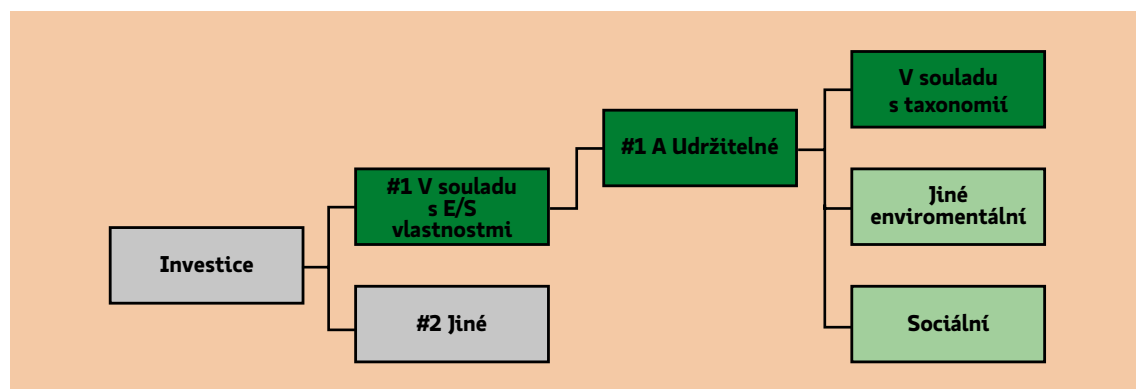 Investice
#1 V souladu
s E/S
vlastnostmi
#2 Jiné
#1 A Udržitelné
V souladu
s taxonomií
Jiné
enviromentální
Sociální